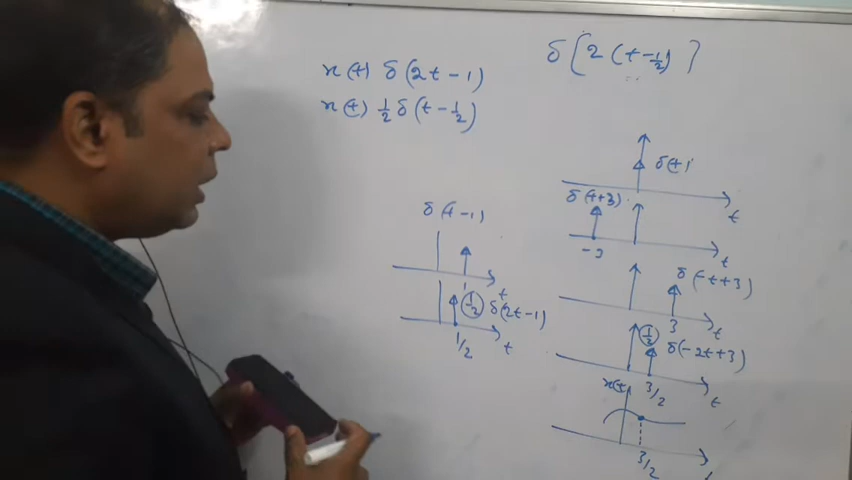 x(t) δ(2t-1)
x(t) 1/2 δ(t-1/2)
δ[2(t-1/2)]
δ(t-1)
1
t
(1/2) δ(2t-1)
1/2
t
δ(t)
t
δ(t+3)
-3
t
δ(-t+3)
3
t
(1/2)
δ(-2t+3)
3/2
t
x(t)
3/2